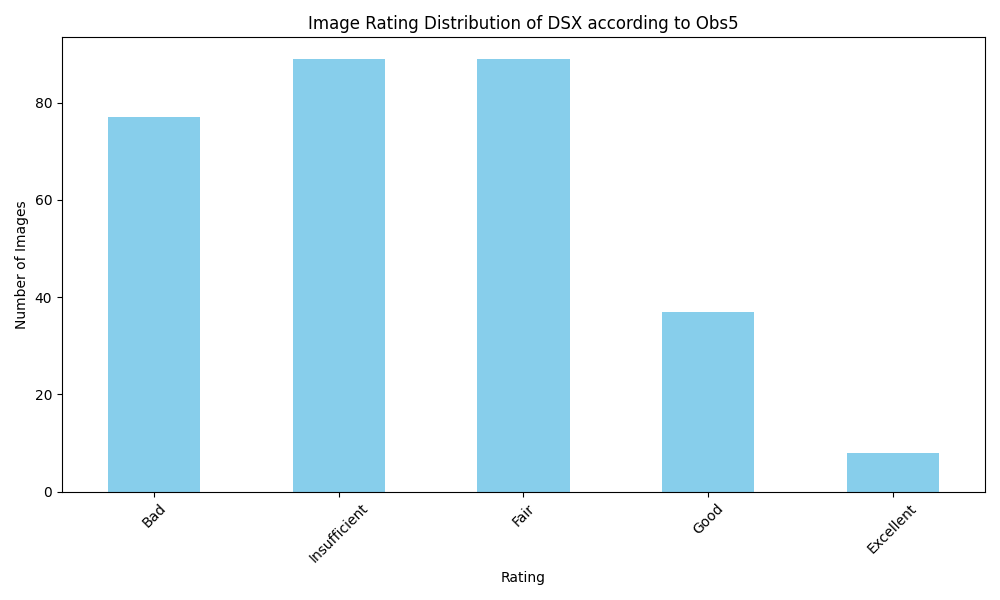 Image Rating Distribution of DSX according to Obs5
Number of Images
80
60
40
20
0
Bad
Insufficient
Fair
Good
Excellent
Rating